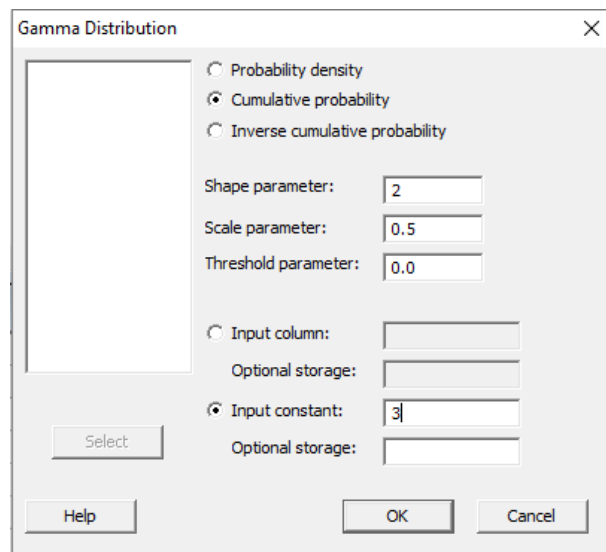 Gamma Distribution
Probability density
Cumulative probability
Inverse cumulative probability
Shape parameter: 2
Scale parameter: 0.5
Threshold parameter: 0.0
Input column:
Optional storage:
Input constant: 3
Optional storage:
Select
Help OK Cancel